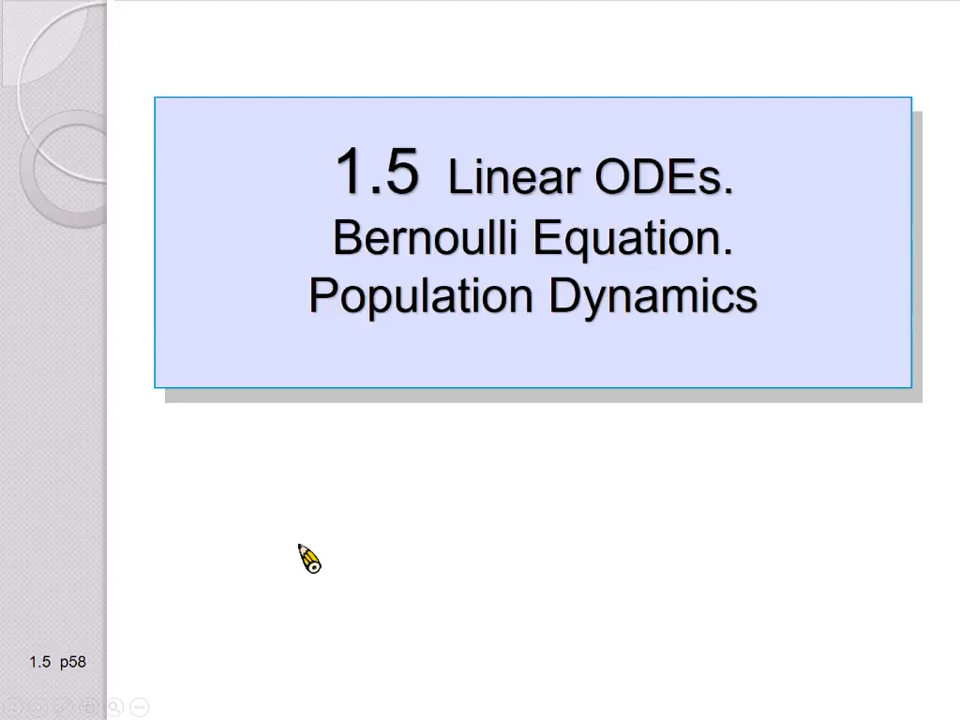 1.5 Linear ODEs.
Bernoulli Equation.
Population Dynamics
1.5 p58